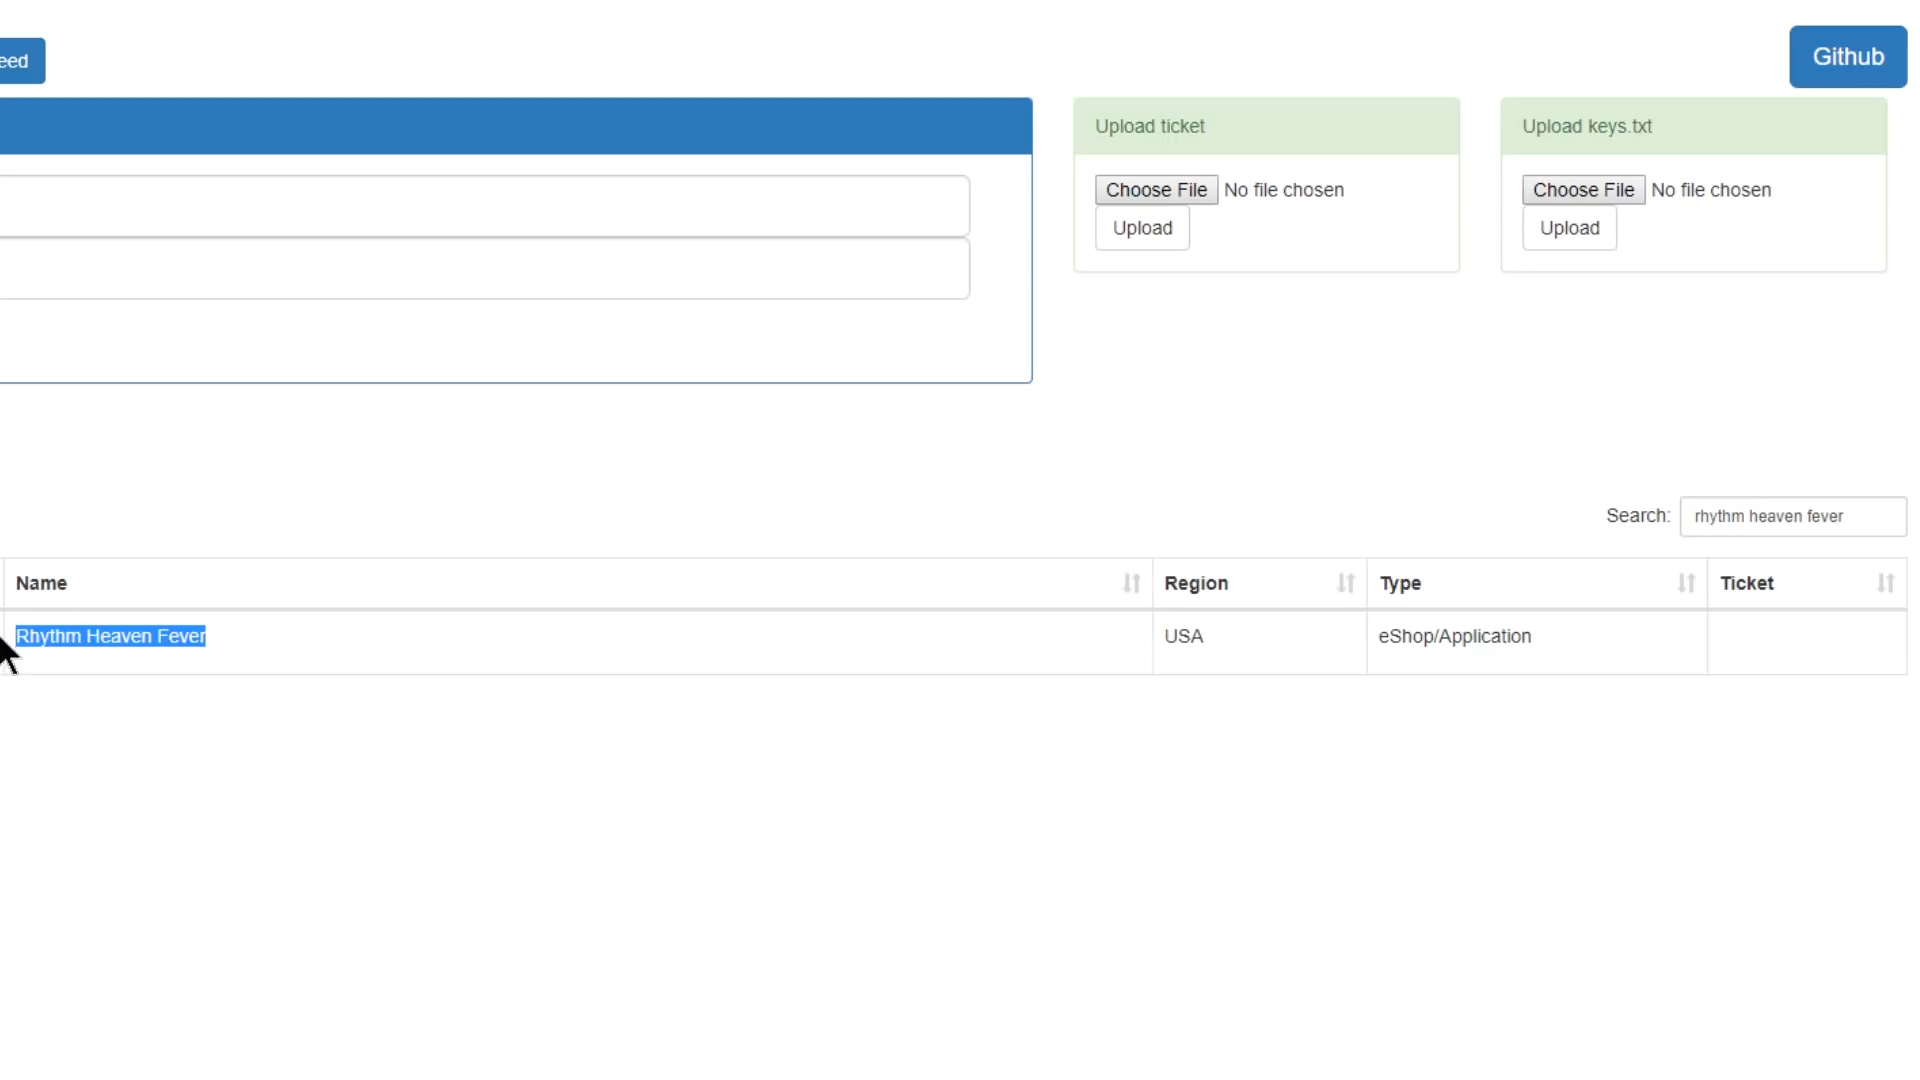 eed
Github
Upload ticket
Upload keys.txt
Choose File No file chosen
Choose File No file chosen
Upload
Upload
Search: rhythm heaven fever
Name Region Type Ticket
Rhythm Heaven Fever USA eShop/Application